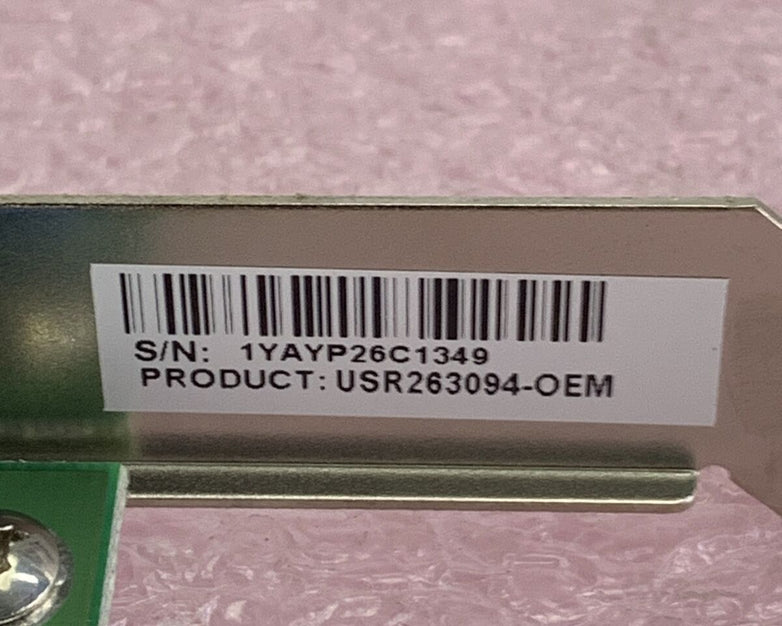 S/N: 1YAYP26C1349
PRODUCT: USR263094-OEM